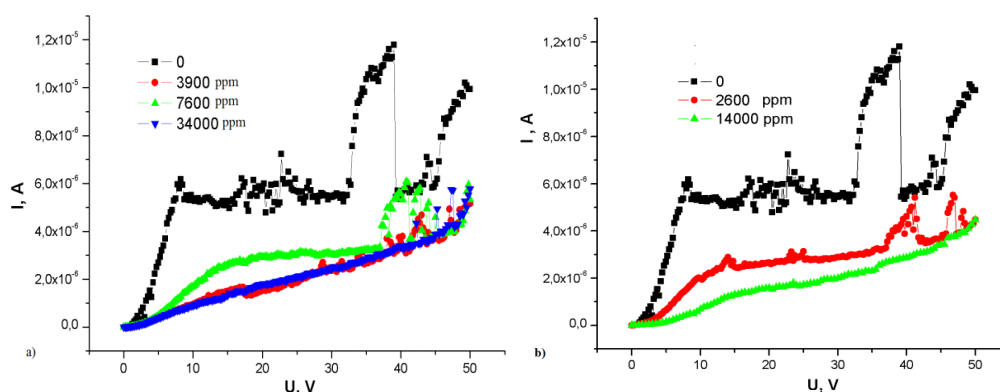 1,2x10⁻⁵
1,0x10⁻⁵
8,0x10⁻⁶
6,0x10⁻⁶
4,0x10⁻⁶
2,0x10⁻⁶
0,0
I, A
0
3900 ppm
7600 ppm
34000 ppm
0 10 20 30 40 50
U, V
a)
1,2x10⁻⁵
1,0x10⁻⁵
8,0x10⁻⁶
6,0x10⁻⁶
4,0x10⁻⁶
2,0x10⁻⁶
0,0
I , A
0
2600 ppm
14000 ppm
0 10 20 30 40 50
U, V
b)